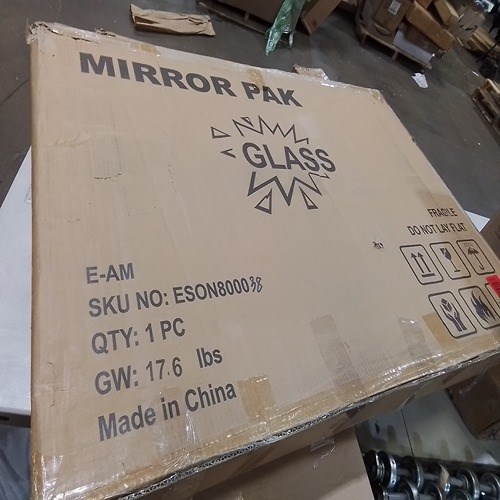 MIRROR PAK
GLASS
FRAGILE
DO NOT LAY FLAT
E-AM
SKU NO: ESON800038
QTY: 1 PC
GW: 17.6 lbs
Made in China